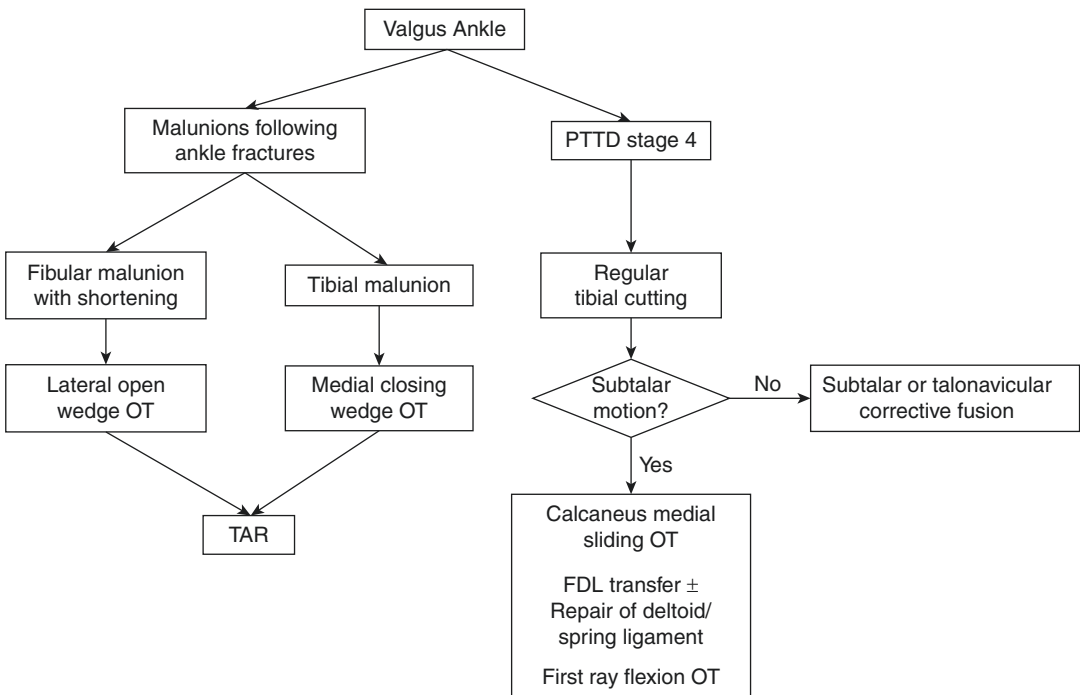 Valgus Ankle
Malunions following
ankle fractures
PTTD stage 4
Fibular malunion
with shortening
Tibial malunion
Regular
tibial cutting
Lateral open
wedge OT
Medial closing
wedge OT
Subtalar
motion?
No
Subtalar or talonavicular
corrective fusion
Yes
TAR
Calcaneus medial
sliding OT
FDL transfer ±
Repair of deltoid/
spring ligament
First ray flexion OT